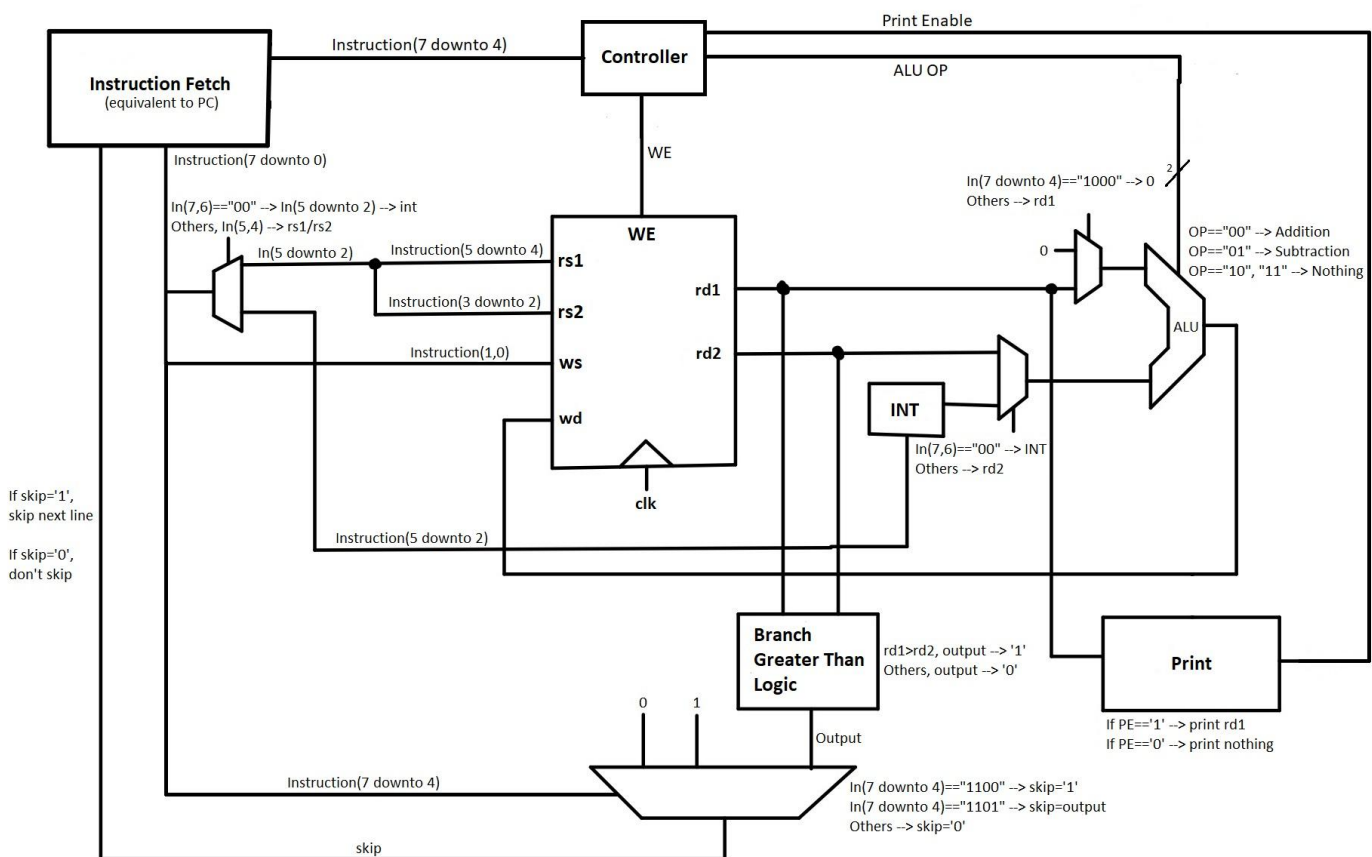 Print Enable
Instruction(7 downto 4)
Controller
ALU OP
Instruction Fetch
(equivalent to PC)
Instruction(7 downto 0)
WE
2
In(7 downto 4)=="1000" --> 0
Others --> rd1
In(7,6)=="00" --> In(5 downto 2) --> int
Others, In(5,4) --> rs1/rs2
WE
OP=="00" --> Addition
OP=="01" --> Subtraction
OP=="10", "11" --> Nothing
In(5 downto 2)
Instruction(5 downto 4)
rs1
0
rd1
Instruction(3 downto 2)
rs2
ALU
Instruction(1,0)
ws
rd2
wd
INT
In(7,6)=="00" --> INT
Others --> rd2
clk
If skip='1',
skip next line
If skip='0',
don't skip
Instruction(5 downto 2)
Branch
Greater Than
Logic
rd1>rd2, output --> '1'
Others, output --> '0'
Print
0
1
If PE=='1' --> print rd1
If PE=='0' --> print nothing
Output
Instruction(7 downto 4)
In(7 downto 4)=="1100" --> skip='1'
In(7 downto 4)=="1101" --> skip=output
Others --> skip='0'
skip